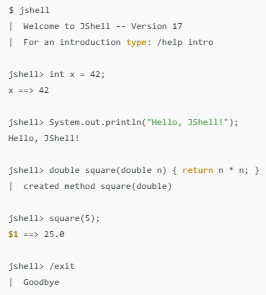 $ jshell
|  Welcome to JShell -- Version 17
|  For an introduction type: /help intro
jshell> int x = 42;
x ==> 42
jshell> System.out.println("Hello, JShell!");
Hello, JShell!
jshell> double square(double n) { return n * n; }
|  created method square(double)
jshell> square(5);
$1 ==> 25.0
jshell> /exit
|  Goodbye